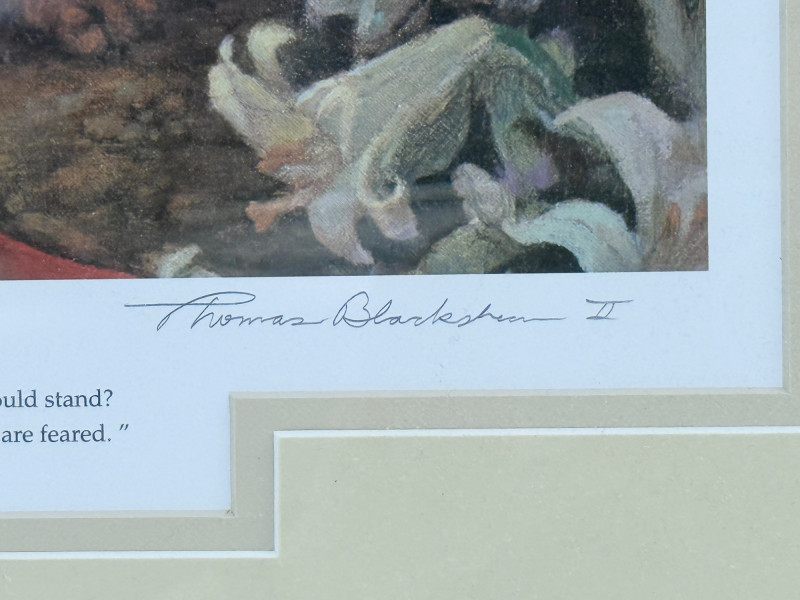 Thomas Blackshear II
ould stand?
are feared. ”